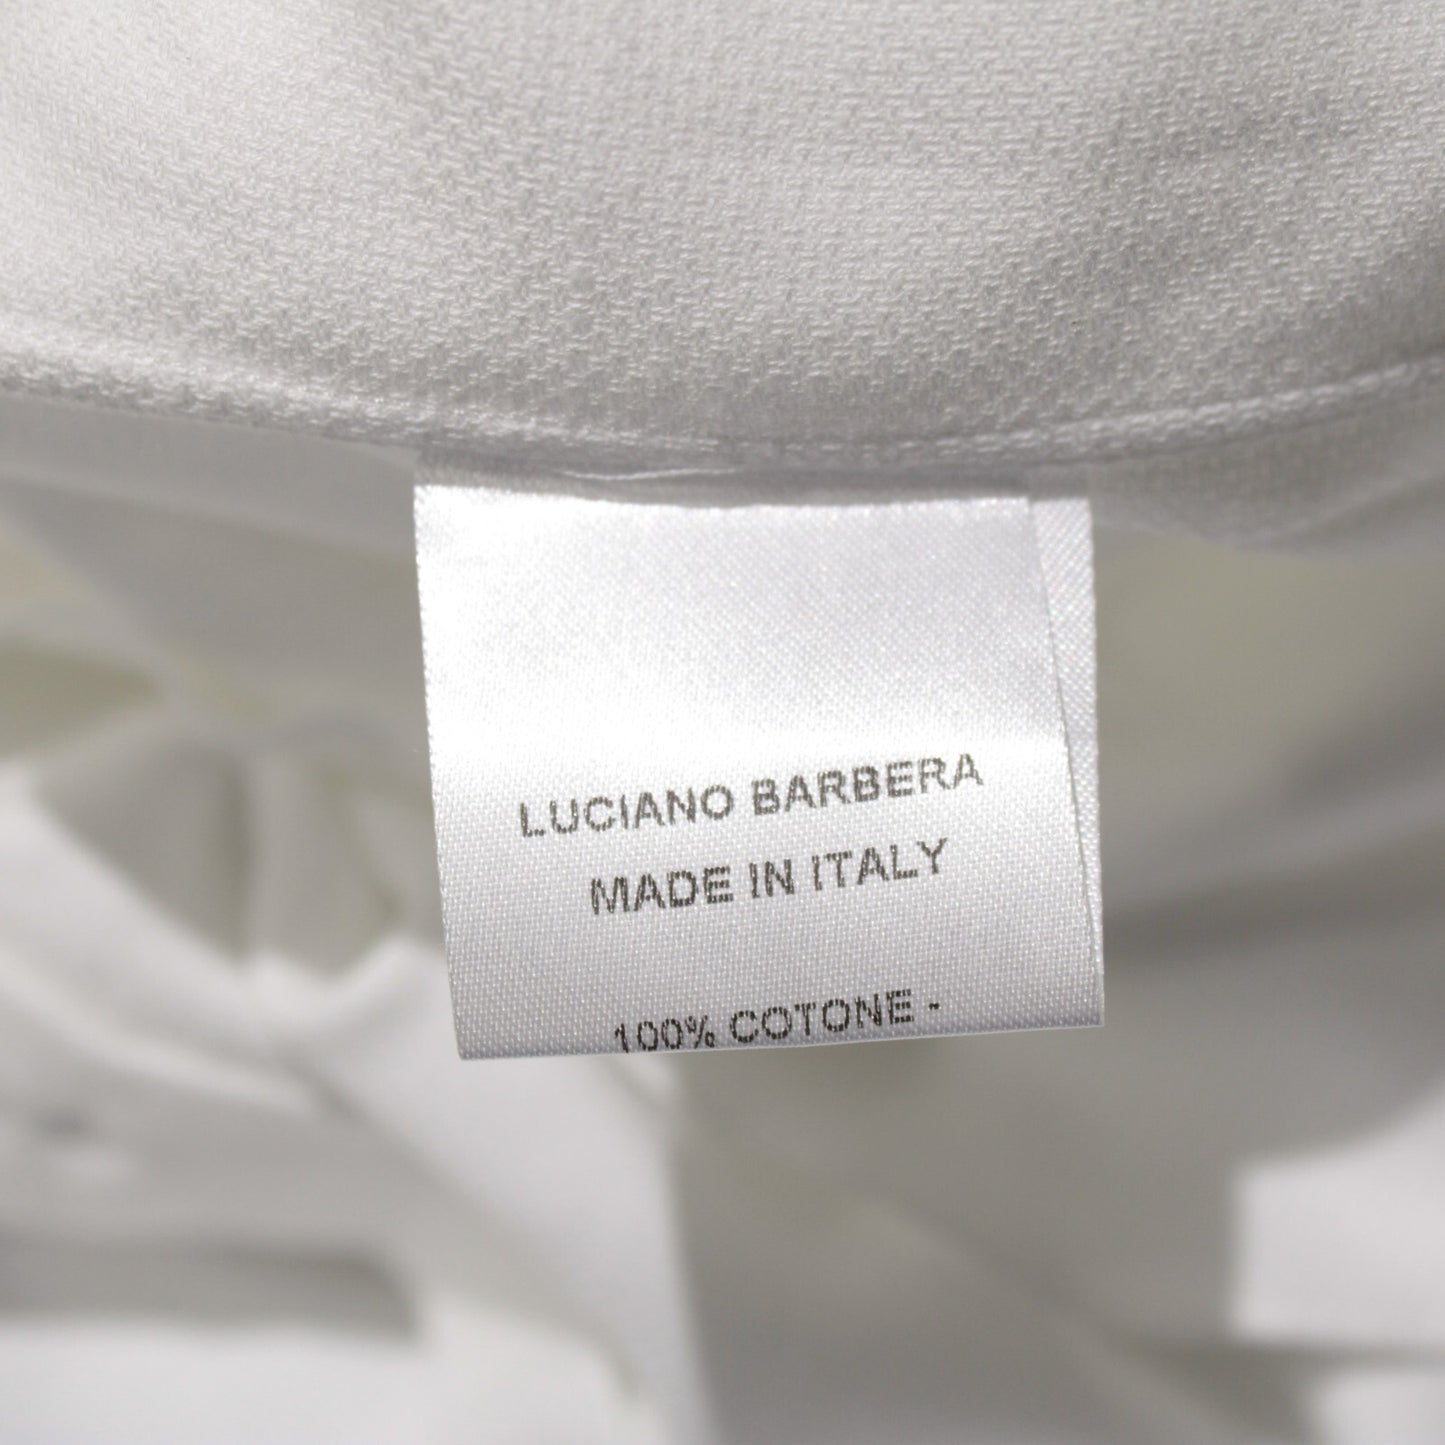 LUCIANO BARBERA
MADE IN ITALY
100% COTONE -